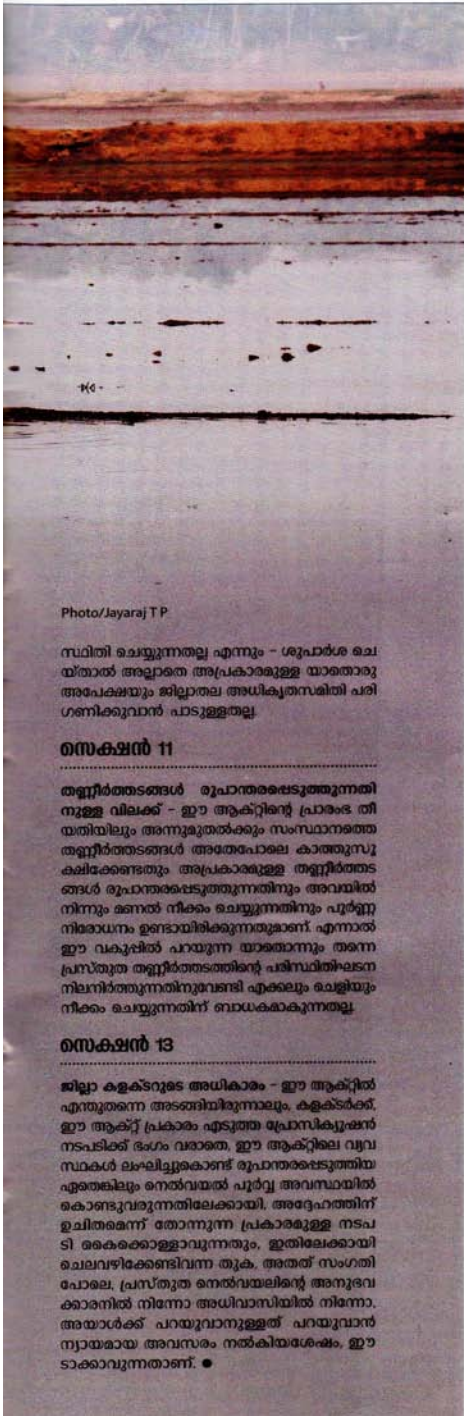 Photo/Jayaraj T P
സ്ഥിതി ചെയ്യുന്നതല്ല എന്നും – ശുപാർശ ചെ
യ്താൽ അല്ലാതെ അപ്രകാരമുള്ള യാതൊരു
അപേക്ഷയും ജില്ലാതല അധികൃതസമിതി പരി
ഗണിക്കുവാൻ പാടുള്ളതല്ല.
സെക്ഷൻ 11
തണ്ണീർത്തടങ്ങൾ രൂപാന്തരപ്പെടുത്തുന്നതി
നുള്ള വിലക്ക് – ഈ ആക്റ്റിന്റെ പ്രാരംഭ തീ
യതിയിലും അന്നുമുതൽക്കും സംസ്ഥാനത്തെ
തണ്ണീർത്തടങ്ങൾ അതേപോലെ കാത്തുസൂ
ക്ഷിക്കേണ്ടതും അപ്രകാരമുള്ള തണ്ണീർത്തട
ങ്ങൾ രൂപാന്തരപ്പെടുത്തുന്നതിനും അവയിൽ
നിന്നും മണൽ നീക്കം ചെയ്യുന്നതിനും പൂർണ്ണ
നിരോധനം ഉണ്ടായിരിക്കുന്നതുമാണ്. എന്നാൽ
ഈ വകുപ്പിൽ പറയുന്ന യാതൊന്നും തന്നെ
പ്രസ്തുത തണ്ണീർത്തടത്തിന്റെ പരിസ്ഥിതിഘടന
നിലനിർത്തുന്നതിനുവേണ്ടി എക്കലും ചെളിയും
നീക്കം ചെയ്യുന്നതിന് ബാധകമാകുന്നതല്ല.
സെക്ഷൻ 13
ജില്ലാ കളക്ടറുടെ അധികാരം – ഈ ആക്റ്റിൽ
എന്തുതന്നെ അടങ്ങിയിരുന്നാലും, കളക്ടർക്ക്,
ഈ ആക്റ്റ് പ്രകാരം എടുത്ത പ്രോസിക്യൂഷൻ
നടപടിക്ക് ഭംഗം വരാതെ, ഈ ആക്റ്റിലെ വ്യവ
സ്ഥകൾ ലംഘിച്ചുകൊണ്ട് രൂപാന്തരപ്പെടുത്തിയ
ഏതെങ്കിലും നെൽവയൽ പൂർവ്വ അവസ്ഥയിൽ
കൊണ്ടുവരുന്നതിലേക്കായി, അദ്ദേഹത്തിന്
ഉചിതമെന്ന് തോന്നുന്ന പ്രകാരമുള്ള നടപ
ടി കൈക്കൊള്ളാവുന്നതും, ഇതിലേക്കായി
ചെലവഴിക്കേണ്ടിവന്ന തുക, അതത് സംഗതി
പോലെ, പ്രസ്തുത നെൽവയലിന്റെ അനുഭവ
ക്കാരനിൽ നിന്നോ അധിവാസിയിൽ നിന്നോ,
അയാൾക്ക് പറയുവാനുള്ളത് പറയുവാൻ
ന്യായമായ അവസരം നൽകിയശേഷം, ഈ
ടാക്കാവുന്നതാണ്. ●